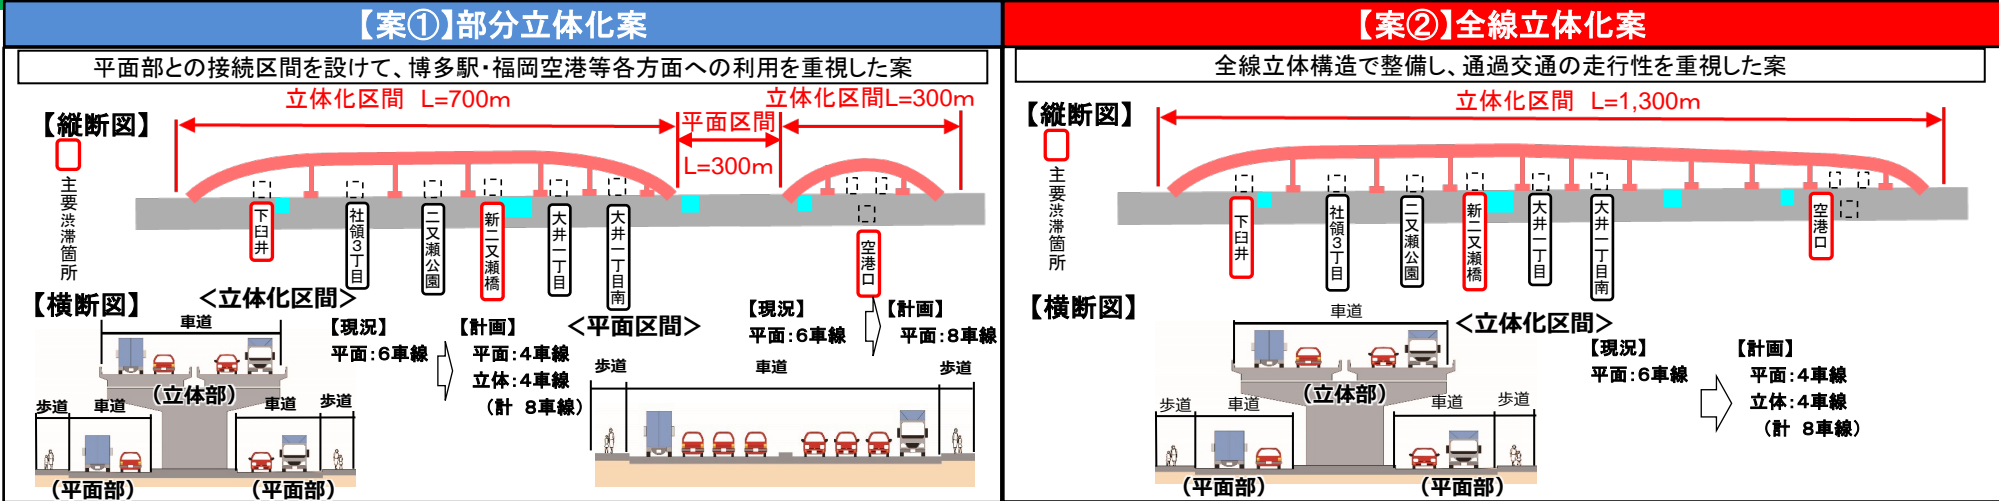 【案①】部分立体化案
平面部との接続区間を設けて、博多駅・福岡空港等各方面への利用を重視した案
立体化区間 L=700m
立体化区間L=300m
平面区間
L=300m
【縦断図】
主要渋滞箇所
下臼井
社領3丁目
二又瀬公園
新二又瀬橋
大井一丁目
大井一丁目南
空港口
【横断図】
<立体化区間>
車道
(立体部)
歩道
車道
車道
歩道
(平面部)
(平面部)
【現況】
平面:6車線
【計画】
平面:4車線
立体:4車線
(計 8車線)
<平面区間>
【現況】
平面:6車線
【計画】
平面:8車線
歩道
車道
歩道
【案②】全線立体化案
全線立体構造で整備し、通過交通の走行性を重視した案
立体化区間 L=1,300m
【縦断図】
主要渋滞箇所
下臼井
社領3丁目
二又瀬公園
新二又瀬橋
大井一丁目
大井一丁目南
空港口
【横断図】
<立体化区間>
車道
(立体部)
歩道
車道
車道
歩道
(平面部)
(平面部)
【現況】
平面:6車線
【計画】
平面:4車線
立体:4車線
(計 8車線)